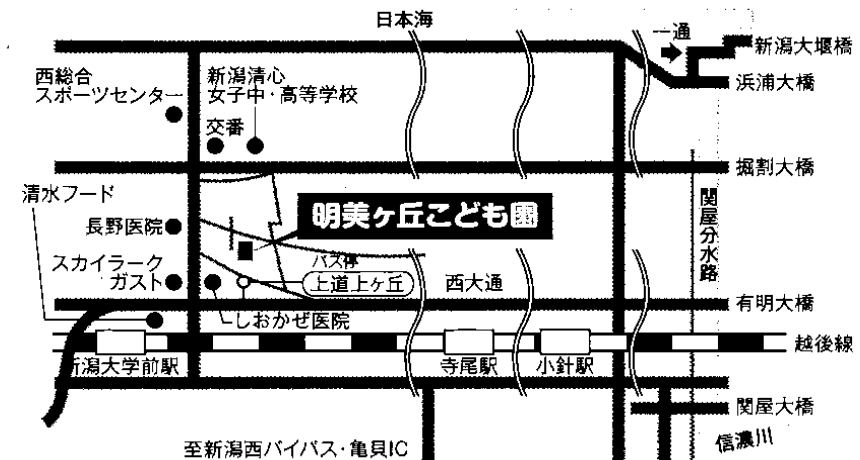 日本海
一通
新潟大堰橋
浜浦大橋
西総合
スポーツセンター
新潟清心
女子中・高等学校
交番
掘割大橋
清水フード
長野医院
明美ヶ丘こども園
関屋分水路
スカイラーク
ガスト
バス停
上道上ヶ丘
西大通
有明大橋
しおかぜ医院
越後線
新潟大学前駅
寺尾駅
小針駅
関屋大橋
信濃川
至新潟西バイパス・亀貝IC